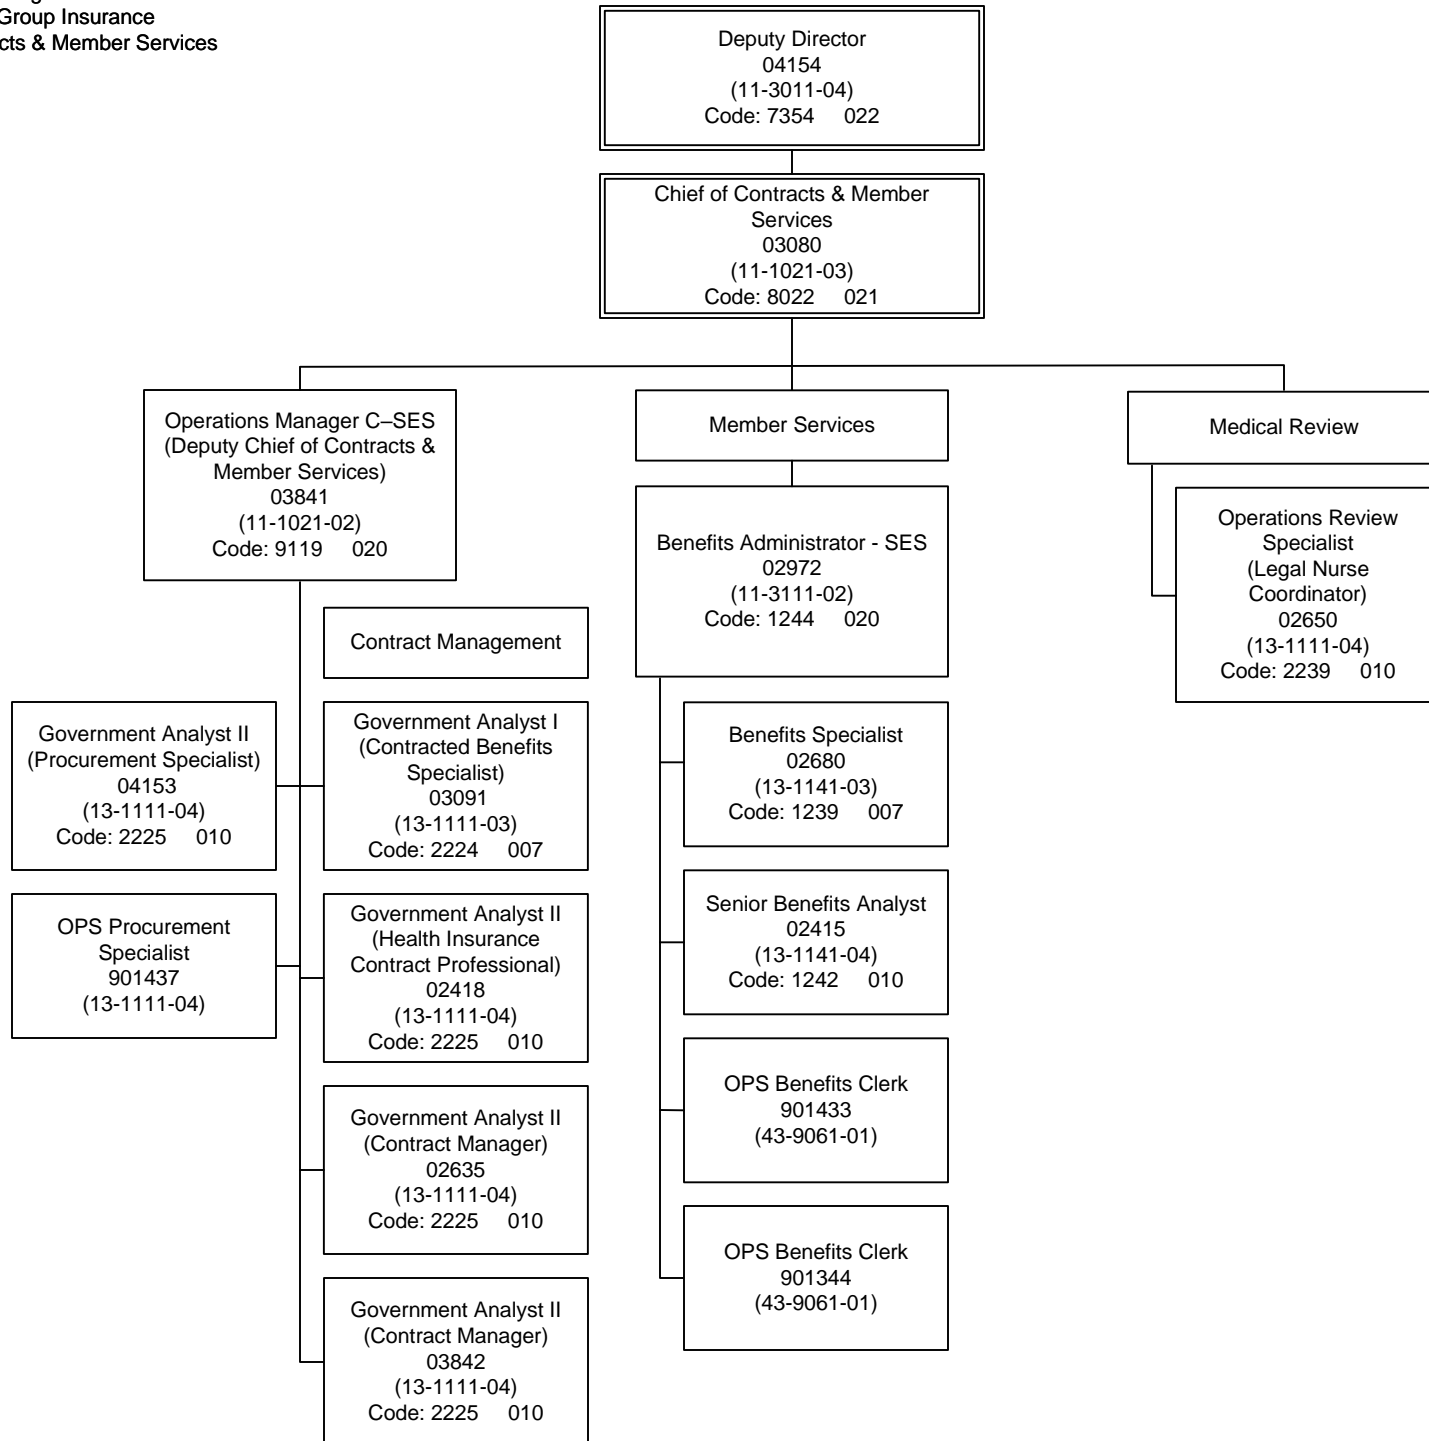 Group Insurance
& Member Services
Deputy Director
04154
(11-3011-04)
Code: 7354 022
Chief of Contracts & Member
Services
03080
(11-1021-03)
Code: 8022 021
Operations Manager C–SES
(Deputy Chief of Contracts &
Member Services)
03841
(11-1021-02)
Code: 9119 020
Member Services
Medical Review
Benefits Administrator - SES
02972
(11-3111-02)
Code: 1244 020
Operations Review
Specialist
(Legal Nurse
Coordinator)
02650
(13-1111-04)
Code: 2239 010
Contract Management
Government Analyst II
(Procurement Specialist)
04153
(13-1111-04)
Code: 2225 010
Government Analyst I
(Contracted Benefits
Specialist)
03091
(13-1111-03)
Code: 2224 007
Benefits Specialist
02680
(13-1141-03)
Code: 1239 007
OPS Procurement
Specialist
901437
(13-1111-04)
Government Analyst II
(Health Insurance
Contract Professional)
02418
(13-1111-04)
Code: 2225 010
Senior Benefits Analyst
02415
(13-1141-04)
Code: 1242 010
Government Analyst II
(Contract Manager)
02635
(13-1111-04)
Code: 2225 010
OPS Benefits Clerk
901433
(43-9061-01)
OPS Benefits Clerk
901344
(43-9061-01)
Government Analyst II
(Contract Manager)
03842
(13-1111-04)
Code: 2225 010